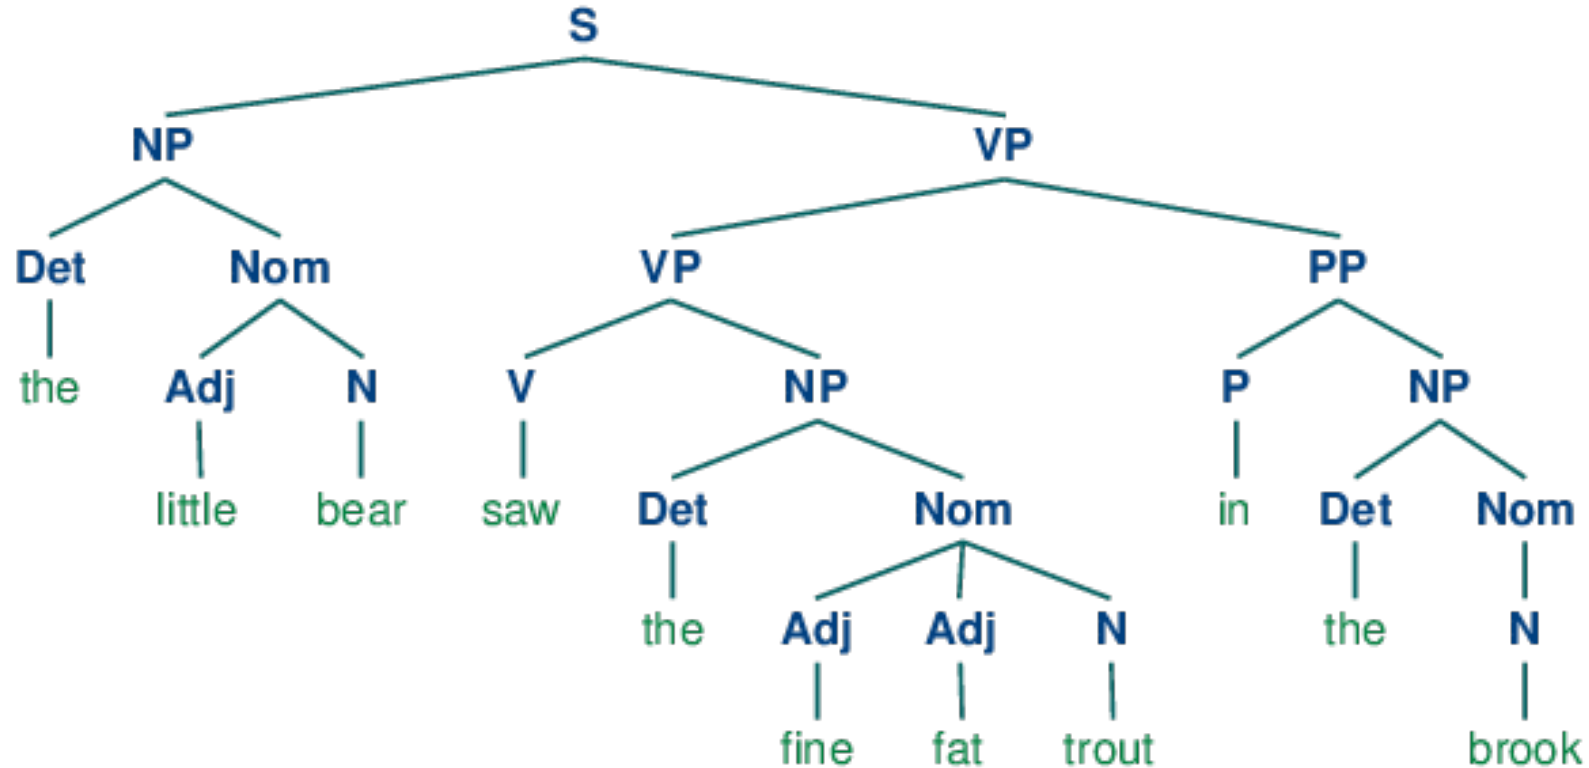 S
NP VP
Det Nom VP PP
the Adj N V NP P NP
little bear saw Det Nom in Det Nom
the Adj Adj N the N
fine fat trout brook